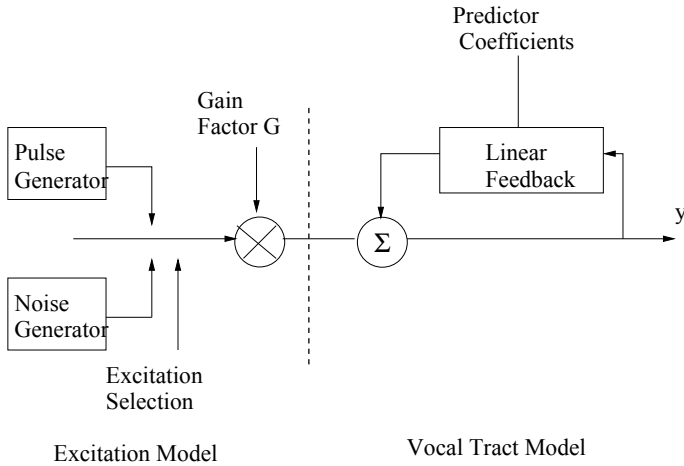 Predictor
Coefficients
Gain
Factor G
Pulse
Generator
Linear
Feedback
y
Σ
Noise
Generator
Excitation
Selection
Excitation Model
Vocal Tract Model